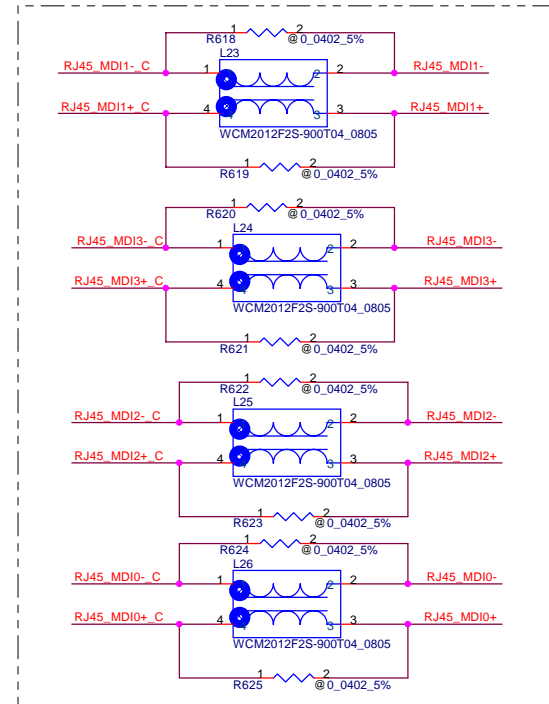 1 2
R618 @0_0402_5%
L23
RJ45_MDI1-_C 1 2 2 RJ45_MDI1-
RJ45_MDI1+_C 4 3 3 RJ45_MDI1+
WCM2012F2S-900T04_0805
1 2
R619 @0_0402_5%
1 2
R620 @0_0402_5%
L24
RJ45_MDI3-_C 1 2 2 RJ45_MDI3-
RJ45_MDI3+_C 4 3 3 RJ45_MDI3+
WCM2012F2S-900T04_0805
1 2
R621 @0_0402_5%
1 2
R622 @0_0402_5%
L25
RJ45_MDI2-_C 1 2 2 RJ45_MDI2-
RJ45_MDI2+_C 4 3 3 RJ45_MDI2+
WCM2012F2S-900T04_0805
1 2
R623 @0_0402_5%
1 2
R624 @0_0402_5%
L26
RJ45_MDI0-_C 1 2 2 RJ45_MDI0-
RJ45_MDI0+_C 4 3 3 RJ45_MDI0+
WCM2012F2S-900T04_0805
1 2
R625 @0_0402_5%